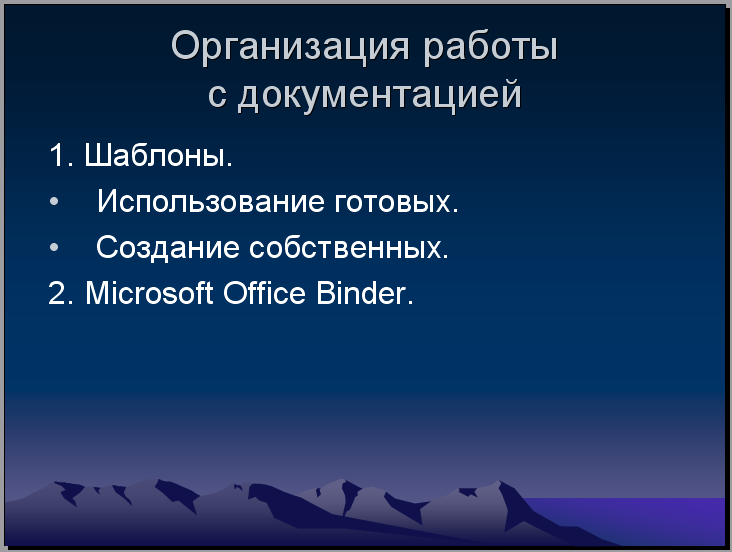 Организация работы
с документацией
1. Шаблоны.
• Использование готовых.
• Создание собственных.
2. Microsoft Office Binder.